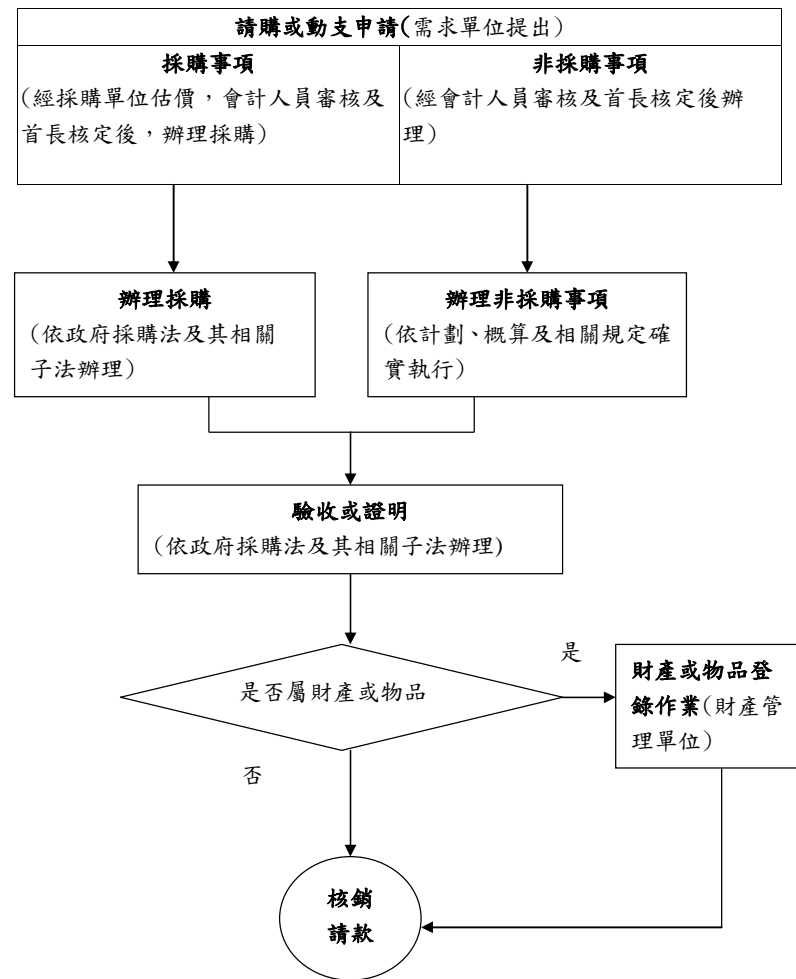 請購或動支申請(需求單位提出)
採購事項
(經採購單位估價，會計人員審核及
首長核定後，辦理採購)
非採購事項
(經會計人員審核及首長核定後辦
理)
辦理採購
(依政府採購法及其相關
子法辦理)
辦理非採購事項
(依計劃、概算及相關規定確
實執行)
驗收或證明
(依政府採購法及其相關子法辦理)
是否屬財產或物品
是
財產或物品登
錄作業(財產管
理單位)
否
核銷
請款